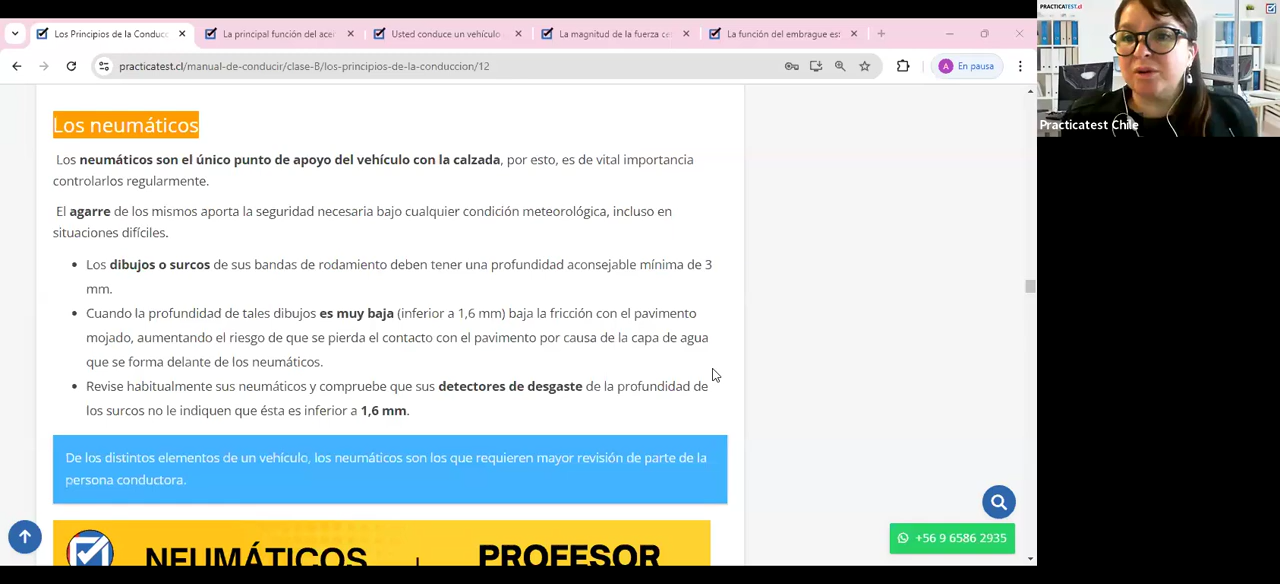 Los Principios de la Conducc
La principal función del ace
Usted conduce un vehículo
La magnitud de la fuerza ce
La función del embrague es:
practicatest.cl/manual-de-conducir/clase-B/los-principios-de-la-conduccion/12
A En pausa
PRACTICATEST.cl
Practicatest Chile
Los neumáticos
Los neumáticos son el único punto de apoyo del vehículo con la calzada, por esto, es de vital importancia
controlarlos regularmente.
El agarre de los mismos aporta la seguridad necesaria bajo cualquier condición meteorológica, incluso en
situaciones difíciles.
• Los dibujos o surcos de sus bandas de rodamiento deben tener una profundidad aconsejable mínima de 3
mm.
• Cuando la profundidad de tales dibujos es muy baja (inferior a 1,6 mm) baja la fricción con el pavimento
mojado, aumentando el riesgo de que se pierda el contacto con el pavimento por causa de la capa de agua
que se forma delante de los neumáticos.
• Revise habitualmente sus neumáticos y compruebe que sus detectores de desgaste de la profundidad de
los surcos no le indiquen que ésta es inferior a 1,6 mm.
De los distintos elementos de un vehículo, los neumáticos son los que requieren mayor revisión de parte de la
persona conductora.
NEUMÁTICOS
PROFESOR
+56 9 6586 2935